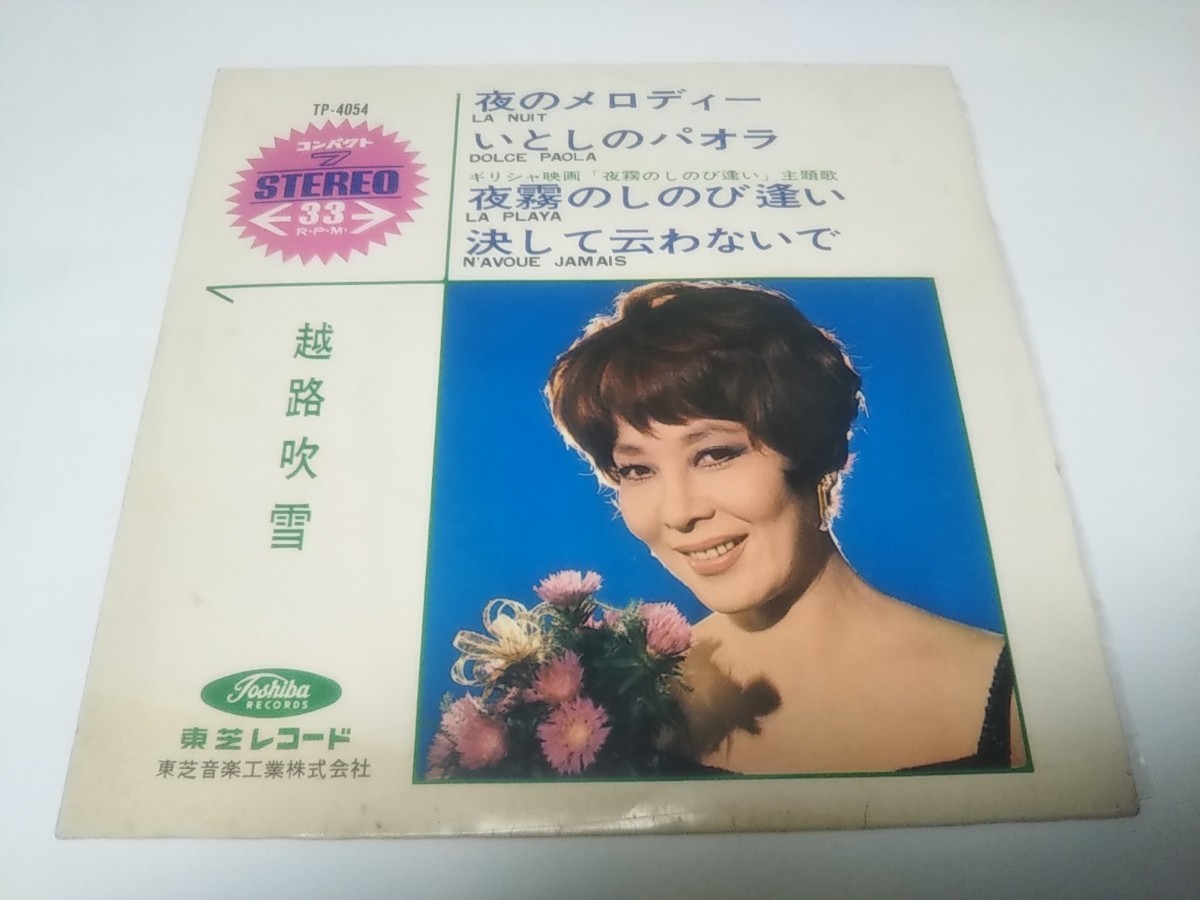 TP-4054
コンパクト
7
STEREO
33
R・P・M・
夜のメロディー
LA NUIT
いとしのパオラ
DOLCE PAOLA
ギリシャ映画「夜霧のしのび逢い」主題歌
夜霧のしのび逢い
LA PLAYA
決して云わないで
N'AVOUE JAMAIS
越路吹雪
Toshiba
RECORDS
東芝レコード
東芝音楽工業株式会社